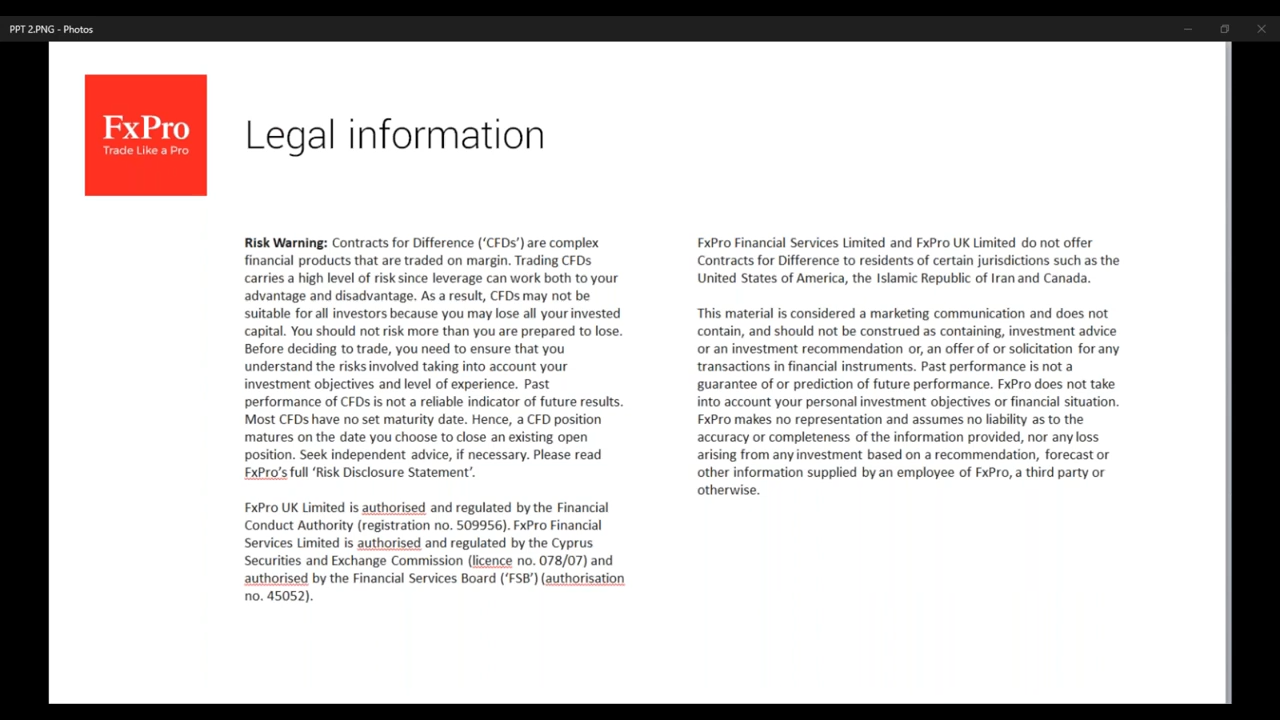 PPT 2.PNG - Photos
FxPro
Trade Like a Pro
Legal information
Risk Warning: Contracts for Difference (‘CFDs’) are complex
financial products that are traded on margin. Trading CFDs
carries a high level of risk since leverage can work both to your
advantage and disadvantage. As a result, CFDs may not be
suitable for all investors because you may lose all your invested
capital. You should not risk more than you are prepared to lose.
Before deciding to trade, you need to ensure that you
understand the risks involved taking into account your
investment objectives and level of experience. Past
performance of CFDs is not a reliable indicator of future results.
Most CFDs have no set maturity date. Hence, a CFD position
matures on the date you choose to close an existing open
position. Seek independent advice, if necessary. Please read
FxPro’s full ‘Risk Disclosure Statement’.
FxPro UK Limited is authorised and regulated by the Financial
Conduct Authority (registration no. 509956). FxPro Financial
Services Limited is authorised and regulated by the Cyprus
Securities and Exchange Commission (licence no. 078/07) and
authorised by the Financial Services Board (‘FSB’) (authorisation
no. 45052).
FxPro Financial Services Limited and FxPro UK Limited do not offer
Contracts for Difference to residents of certain jurisdictions such as the
United States of America, the Islamic Republic of Iran and Canada.
This material is considered a marketing communication and does not
contain, and should not be construed as containing, investment advice
or an investment recommendation or, an offer of or solicitation for any
transactions in financial instruments. Past performance is not a
guarantee of or prediction of future performance. FxPro does not take
into account your personal investment objectives or financial situation.
FxPro makes no representation and assumes no liability as to the
accuracy or completeness of the information provided, nor any loss
arising from any investment based on a recommendation, forecast or
other information supplied by an employee of FxPro, a third party or
otherwise.